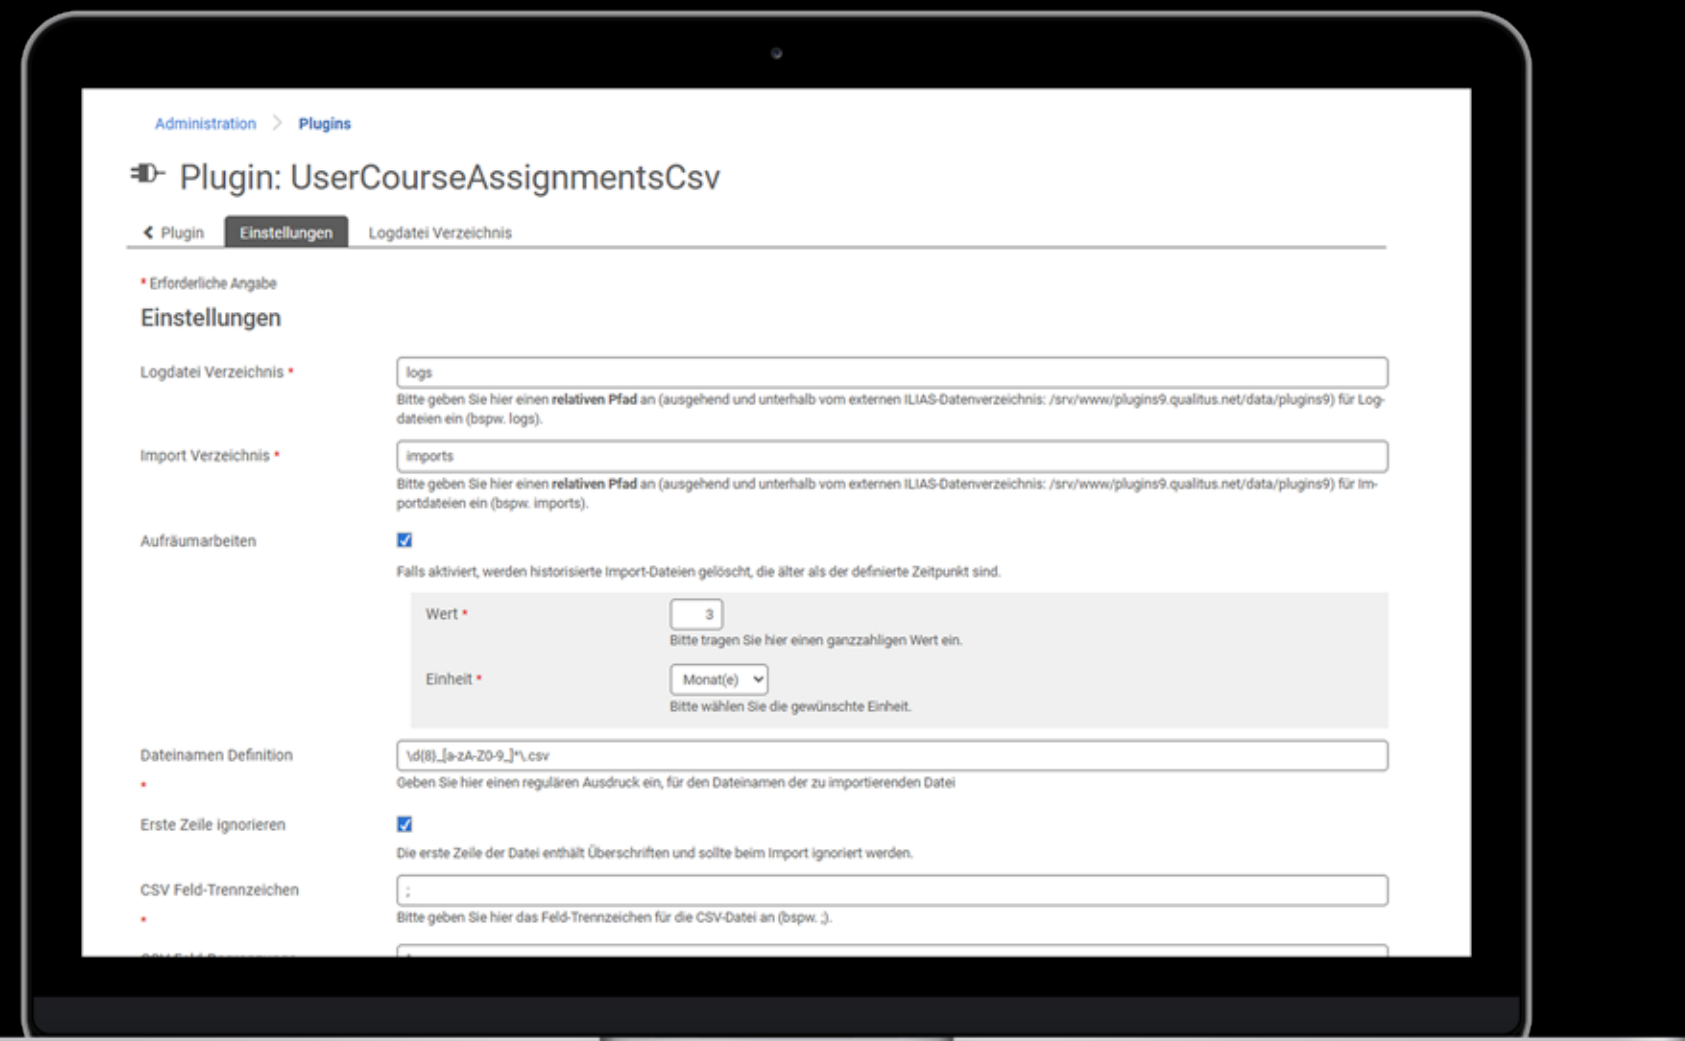 Administration > Plugins
Plugin: UserCourseAssignmentsCsv
Plugin Einstellungen Logdatei Verzeichnis
* Erforderliche Angabe
Einstellungen
Logdatei Verzeichnis *
logs
Bitte geben Sie hier einen relativen Pfad an (ausgehend und unterhalb vom externen ILIAS-Datenverzeichnis: /srv/www/plugins9.qualitus.net/data/plugins9) für Log-
dateien ein (bspw. logs).
Import Verzeichnis *
imports
Bitte geben Sie hier einen relativen Pfad an (ausgehend und unterhalb vom externen ILIAS-Datenverzeichnis: /srv/www/plugins9.qualitus.net/data/plugins9) für Im-
portdateien ein (bspw. imports).
Aufräumarbeiten
Falls aktiviert, werden historisierte Import-Dateien gelöscht, die älter als der definierte Zeitpunkt sind.
Wert *
3
Bitte tragen Sie hier einen ganzzahligen Wert ein.
Einheit *
Monat(e)
Bitte wählen Sie die gewünschte Einheit.
Dateinamen Definition
*
\d{8}_[a-zA-Z0-9_]*\.csv
Geben Sie hier einen regulären Ausdruck ein, für den Dateinamen der zu importierenden Datei
Erste Zeile ignorieren
Die erste Zeile der Datei enthält Überschriften und sollte beim Import ignoriert werden.
CSV Feld-Trennzeichen
*
;
Bitte geben Sie hier das Feld-Trennzeichen für die CSV-Datei an (bspw. ;).